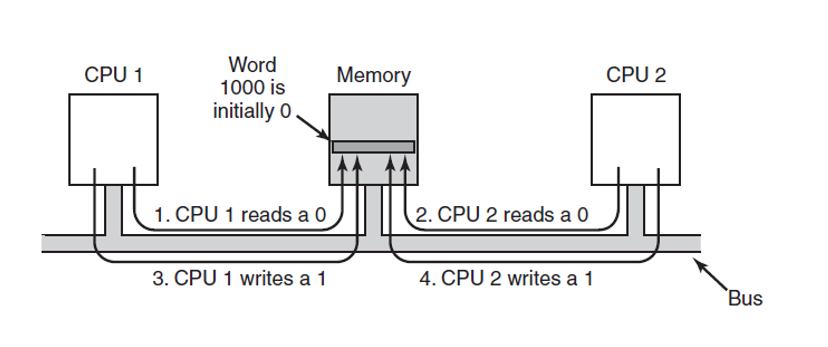 CPU 1
Word
1000 is
initially 0
Memory
CPU 2
1. CPU 1 reads a 0
2. CPU 2 reads a 0
3. CPU 1 writes a 1
4. CPU 2 writes a 1
Bus